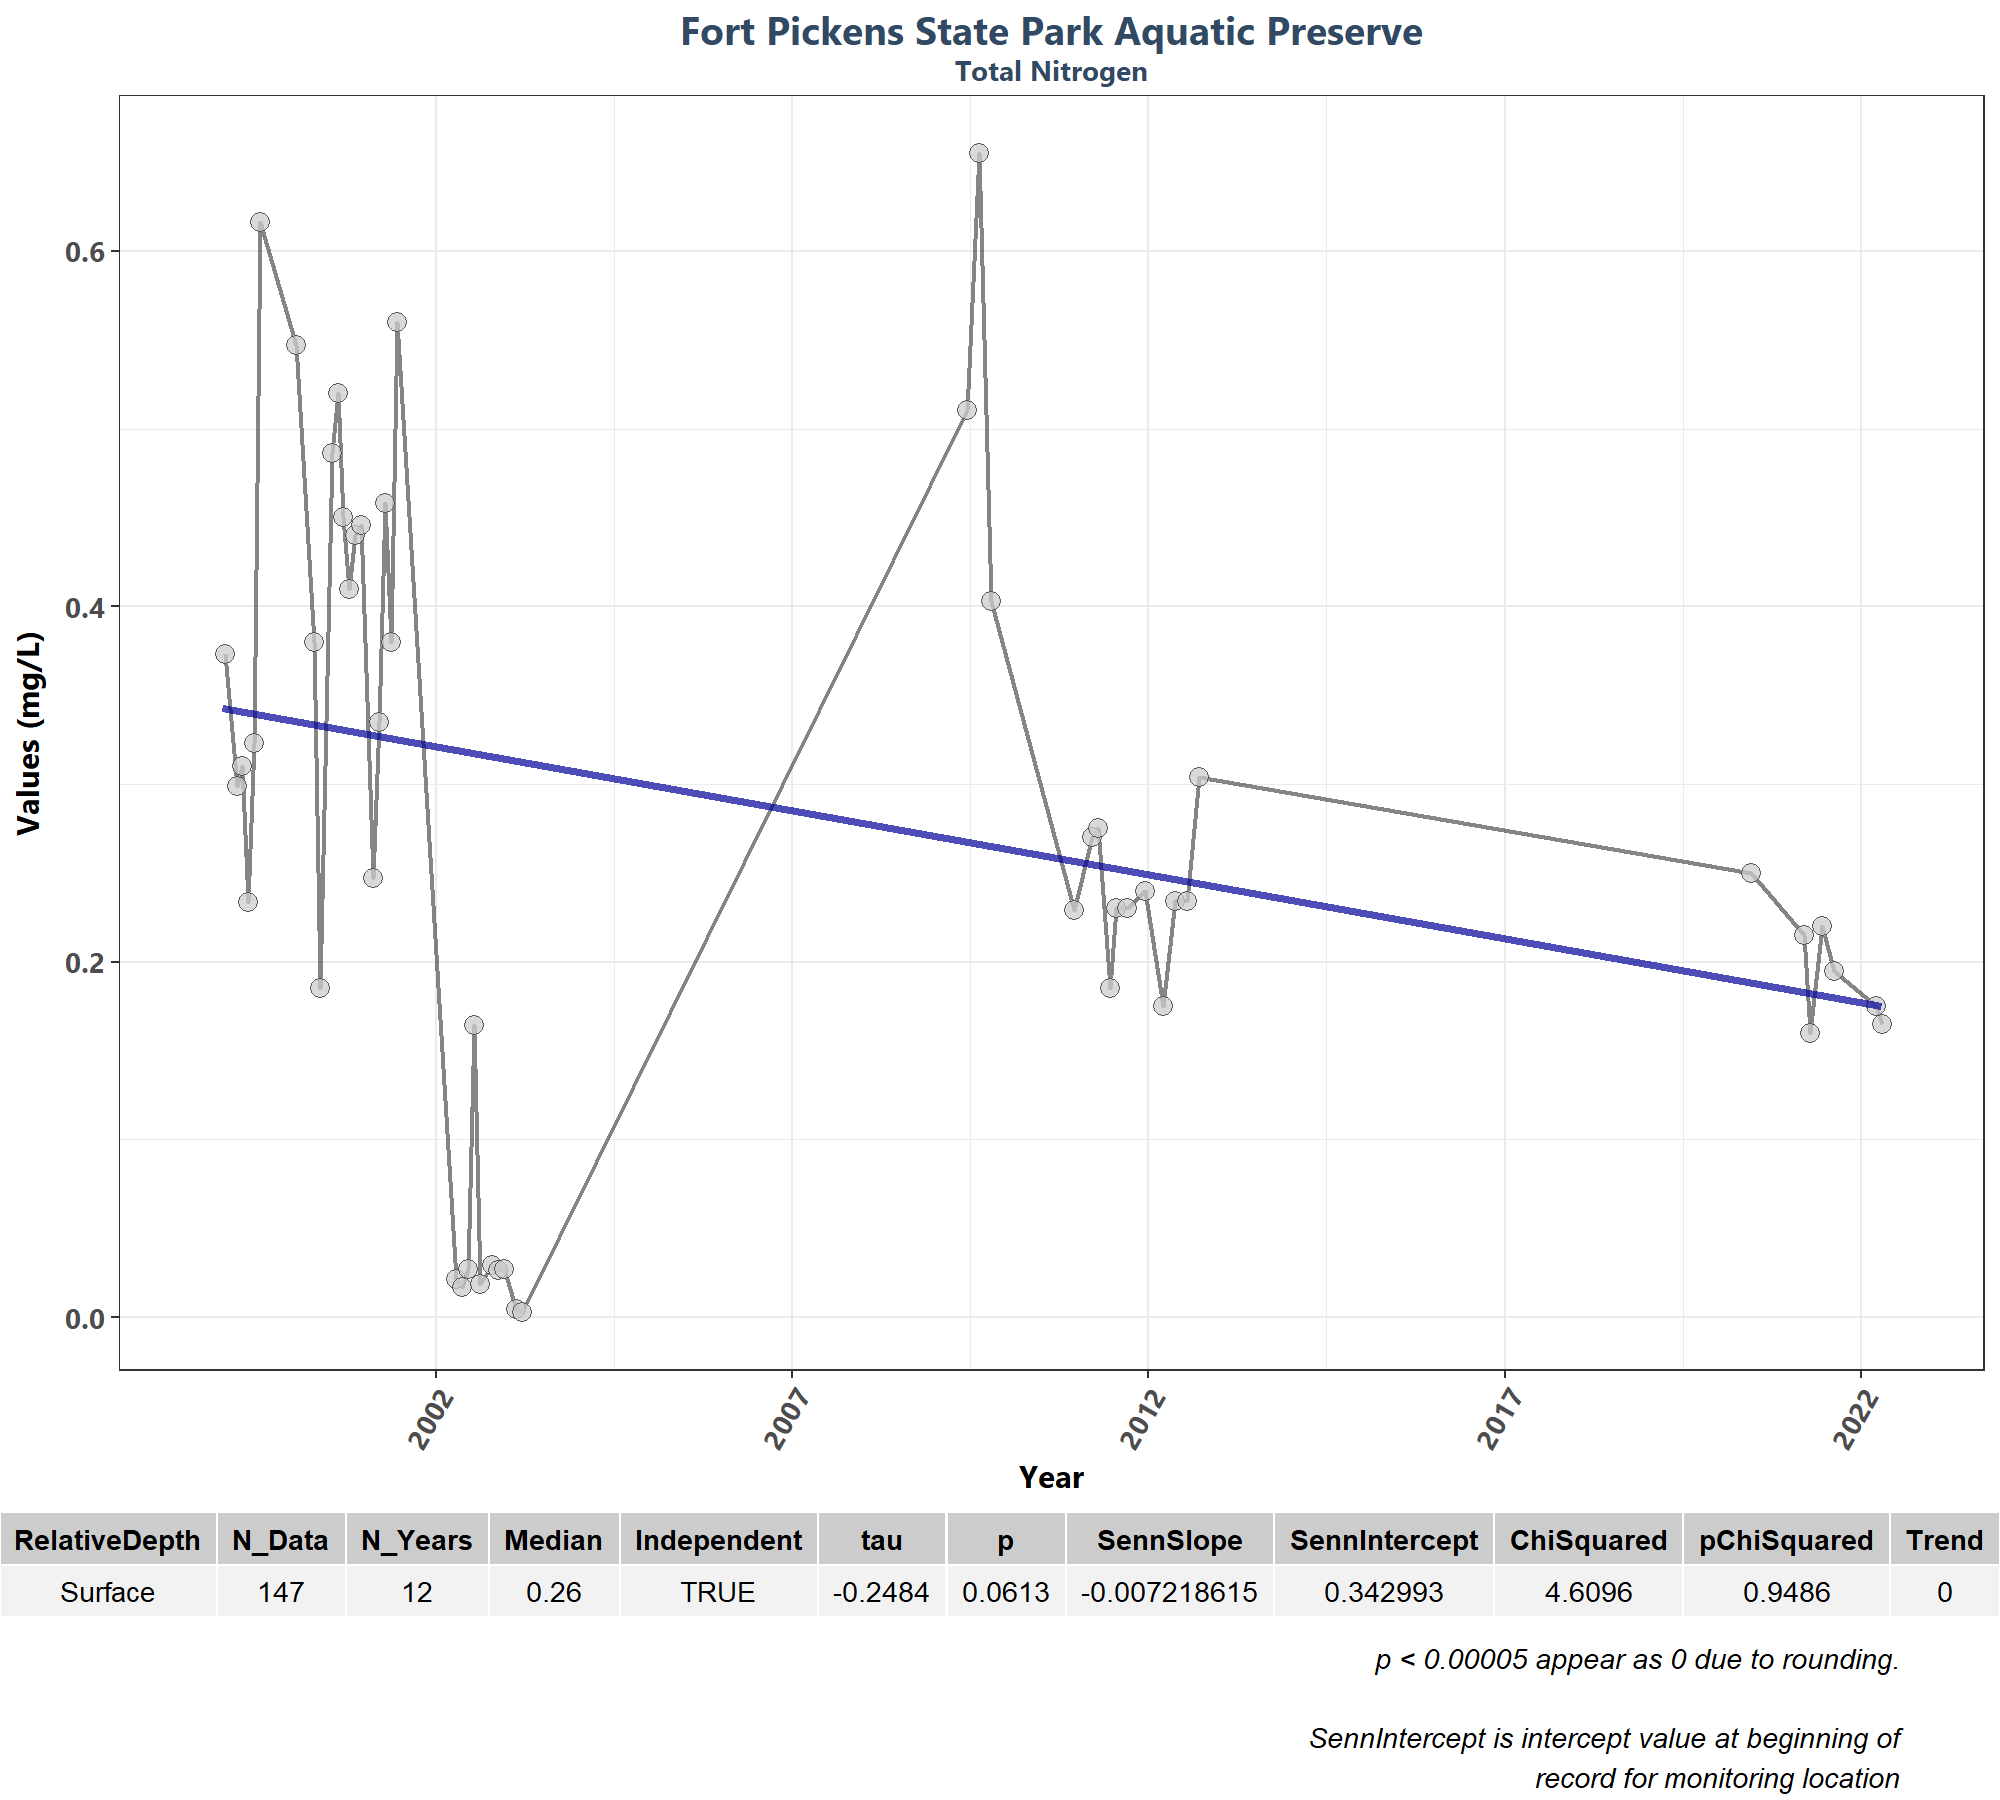 Fort Pickens State Park Aquatic Preserve
Total Nitrogen
Values (mg/L)
0.6
0.4
0.2
0.0
2002 2007 2012 2017 2022
Year
RelativeDepth N_Data N_Years Median Independent tau p SennSlope SennIntercept ChiSquared pChiSquared Trend
Surface 147 12 0.26 TRUE -0.2484 0.0613 -0.007218615 0.342993 4.6096 0.9486 0
p < 0.00005 appear as 0 due to rounding.
SennIntercept is intercept value at beginning of
record for monitoring location